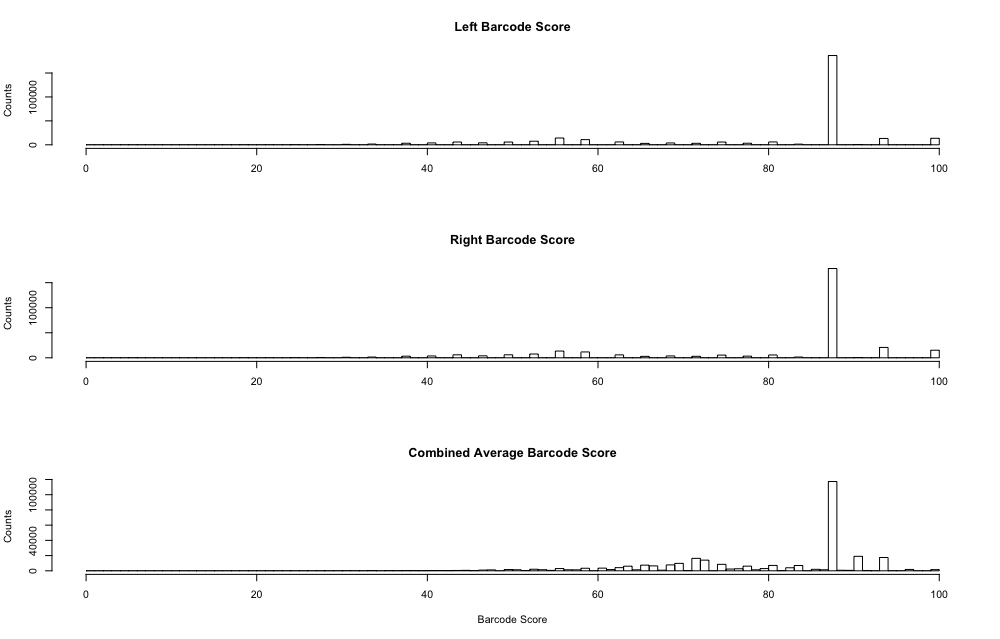 Left Barcode Score
Counts
0 100000
0 20 40 60 80 100
Right Barcode Score
Counts
0 100000
0 20 40 60 80 100
Combined Average Barcode Score
Counts
0 40000 100000
0 20 40 60 80 100
Barcode Score